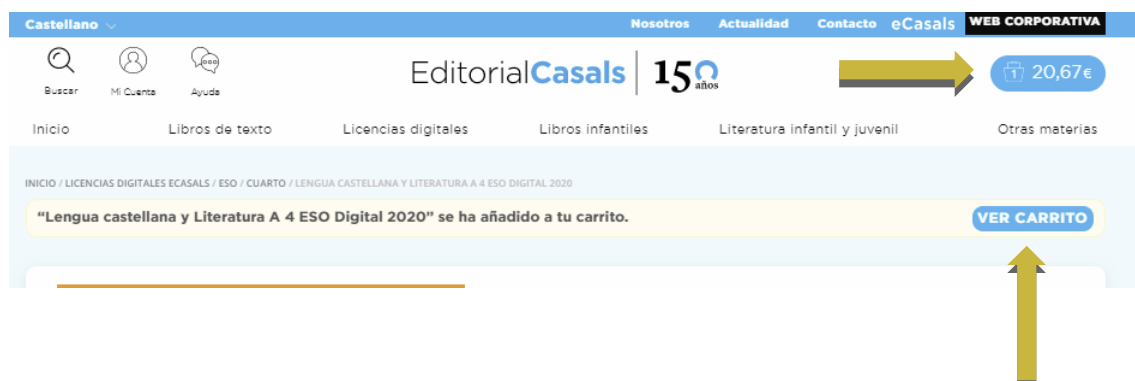 Castellano
Nosotros Actualidad Contacto eCasals WEB CORPORATIVA
Buscar Mi Cuenta Ayuda
EditorialCasals 150 años
1 20,67€
Inicio Libros de texto Licencias digitales Libros infantiles Literatura infantil y juvenil Otras materias
INICIO / LICENCIAS DIGITALES ECASALS / ESO / CUARTO / LENGUA CASTELLANA Y LITERATURA A 4 ESO DIGITAL 2020
“Lengua castellana y Literatura A 4 ESO Digital 2020” se ha añadido a tu carrito.
VER CARRITO